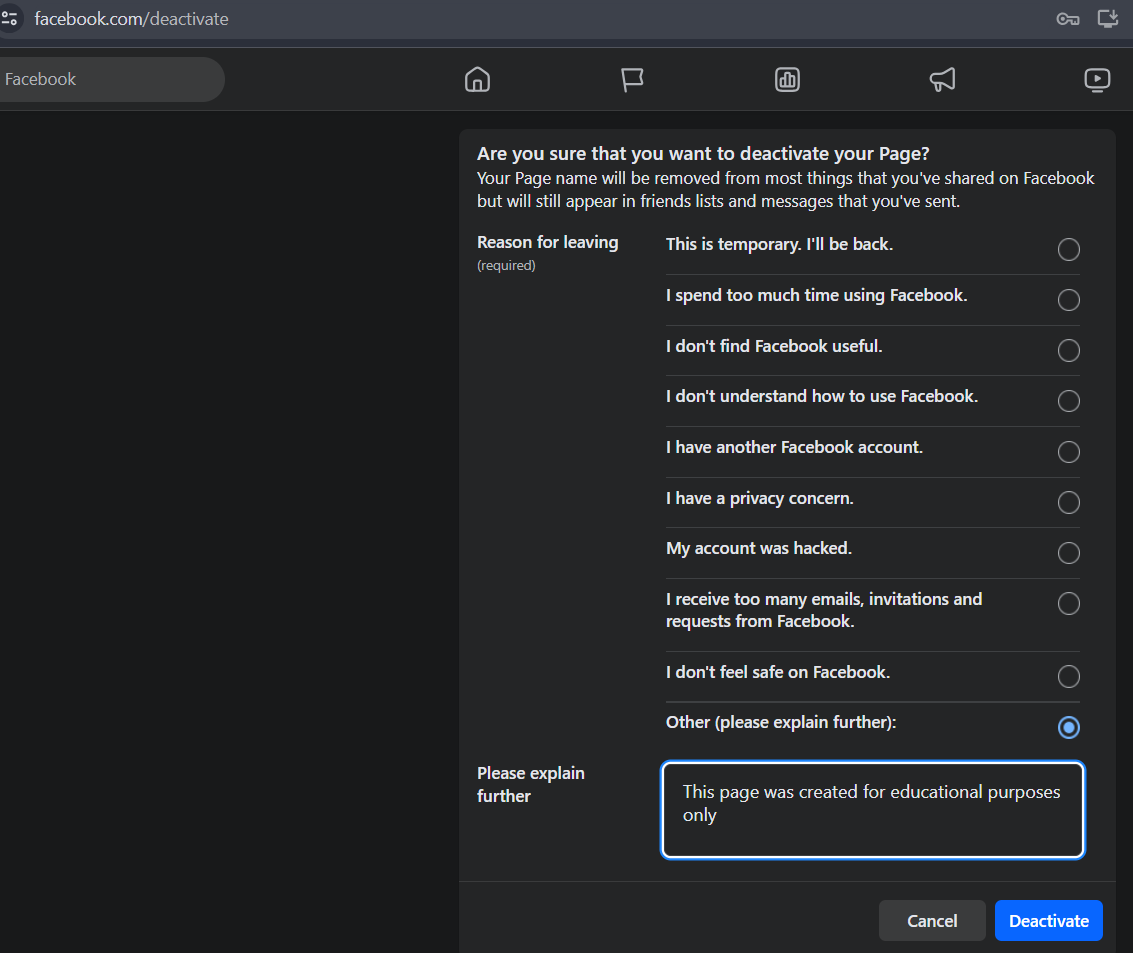 facebook.com/deactivate
Facebook
Are you sure that you want to deactivate your Page?
Your Page name will be removed from most things that you've shared on Facebook
but will still appear in friends lists and messages that you've sent.
Reason for leaving
(required)
This is temporary. I'll be back.
I spend too much time using Facebook.
I don't find Facebook useful.
I don't understand how to use Facebook.
I have another Facebook account.
I have a privacy concern.
My account was hacked.
I receive too many emails, invitations and
requests from Facebook.
I don't feel safe on Facebook.
Other (please explain further):
Please explain
further
This page was created for educational purposes
only
Cancel
Deactivate